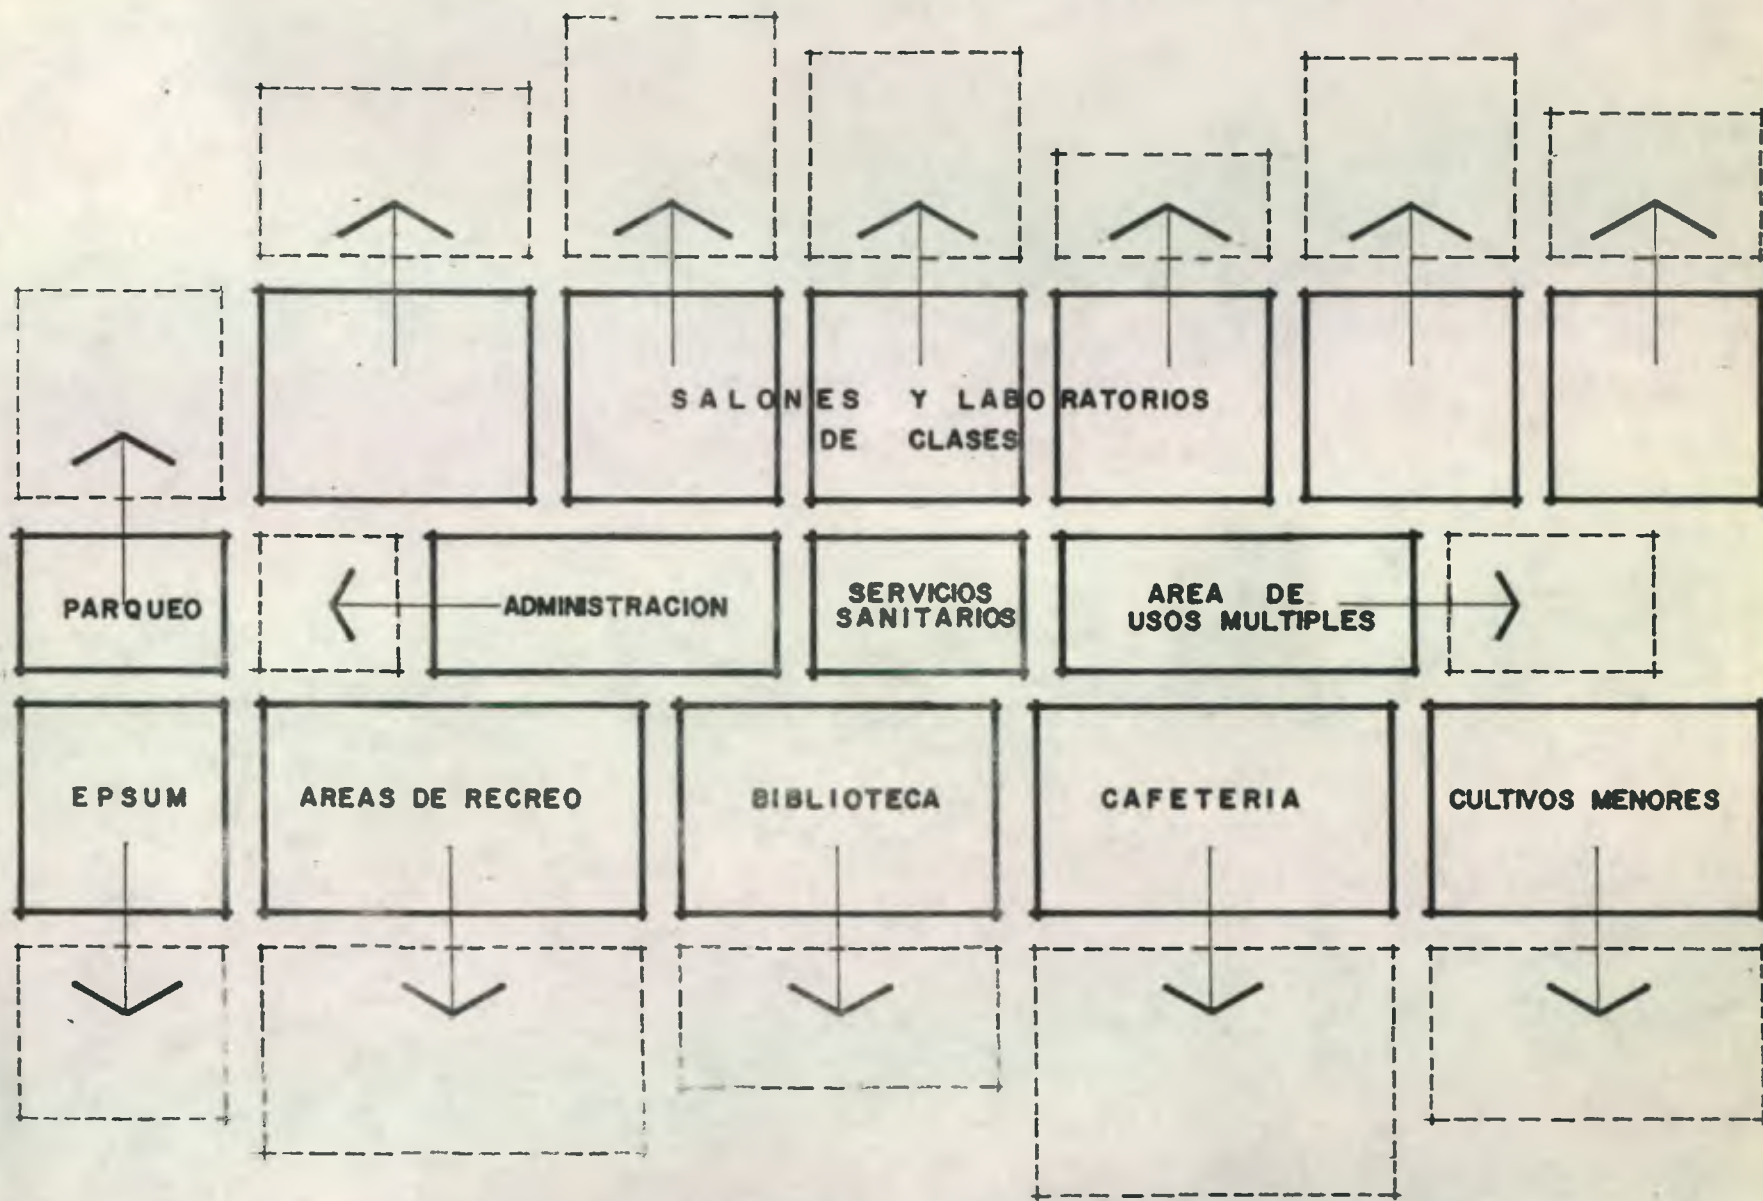 SALONES Y LABORATORIOS
DE CLASES
PARQUEO
ADMINISTRACION
SERVICIOS
SANITARIOS
AREA DE
USOS MULTIPLES
EPSUM
AREAS DE RECREO
BIBLIOTECA
CAFETERIA
CULTIVOS MENORES